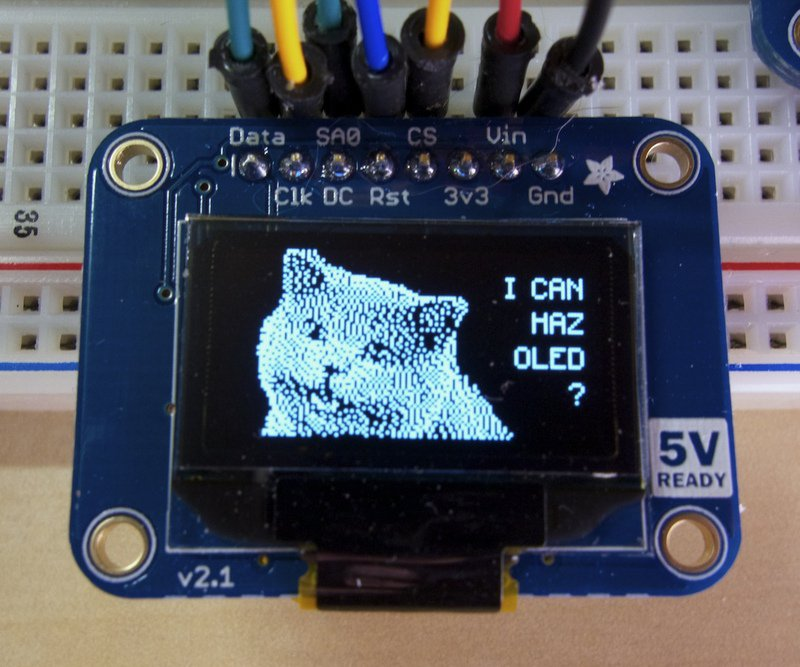 Data SA0 CS Vin
Clk DC Rst 3v3 Gnd
35
I CAN
HAZ
OLED
?
5V
READY
v2.1